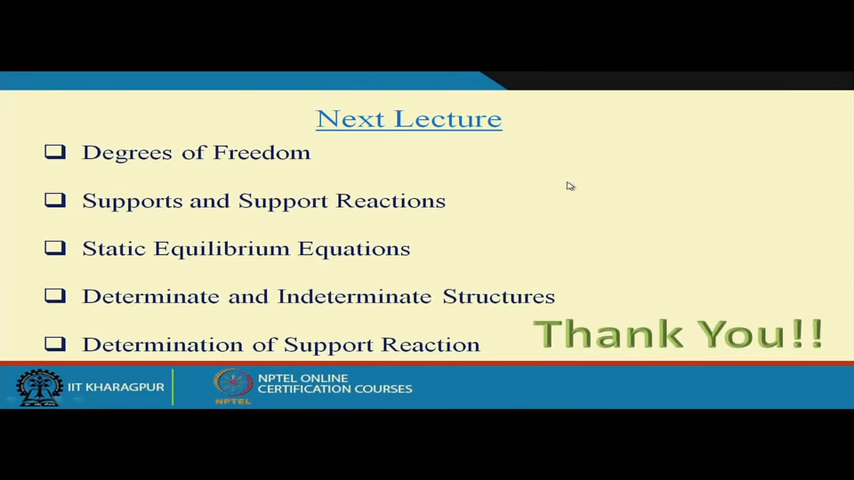 Next Lecture
Degrees of Freedom
Supports and Support Reactions
Static Equilibrium Equations
Determinate and Indeterminate Structures
Determination of Support Reaction
Thank You!!
IIT KHARAGPUR
NPTEL ONLINE
CERTIFICATION COURSES
NPTEL